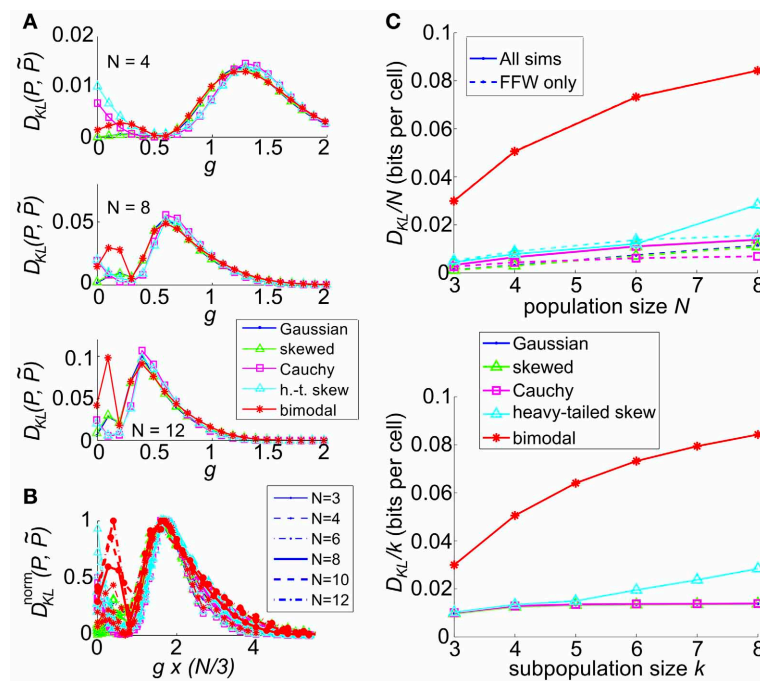 A
0.02
0.01
0
N = 4
D_KL(P, P̃)
0 0.5 1 1.5 2
g
0.05
0
N = 8
D_KL(P, P̃)
0 0.5 1 1.5 2
g
Gaussian
skewed
Cauchy
h.-t. skew
bimodal
0.1
0.05
0
N = 12
D_KL(P, P̃)
0 0.5 1 1.5 2
g
B
1
0.5
0
D_KL^norm(P, P̃)
0 2 4
g x (N/3)
N=3
N=4
N=6
N=8
N=10
N=12
C
0.1
0.08
0.06
0.04
0.02
0
All sims
FFW only
D_KL/N (bits per cell)
3 4 5 6 7 8
population size N
Gaussian
skewed
Cauchy
heavy-tailed skew
bimodal
0.1
0.08
0.06
0.04
0.02
0
D_KL/k (bits per cell)
3 4 5 6 7 8
subpopulation size k